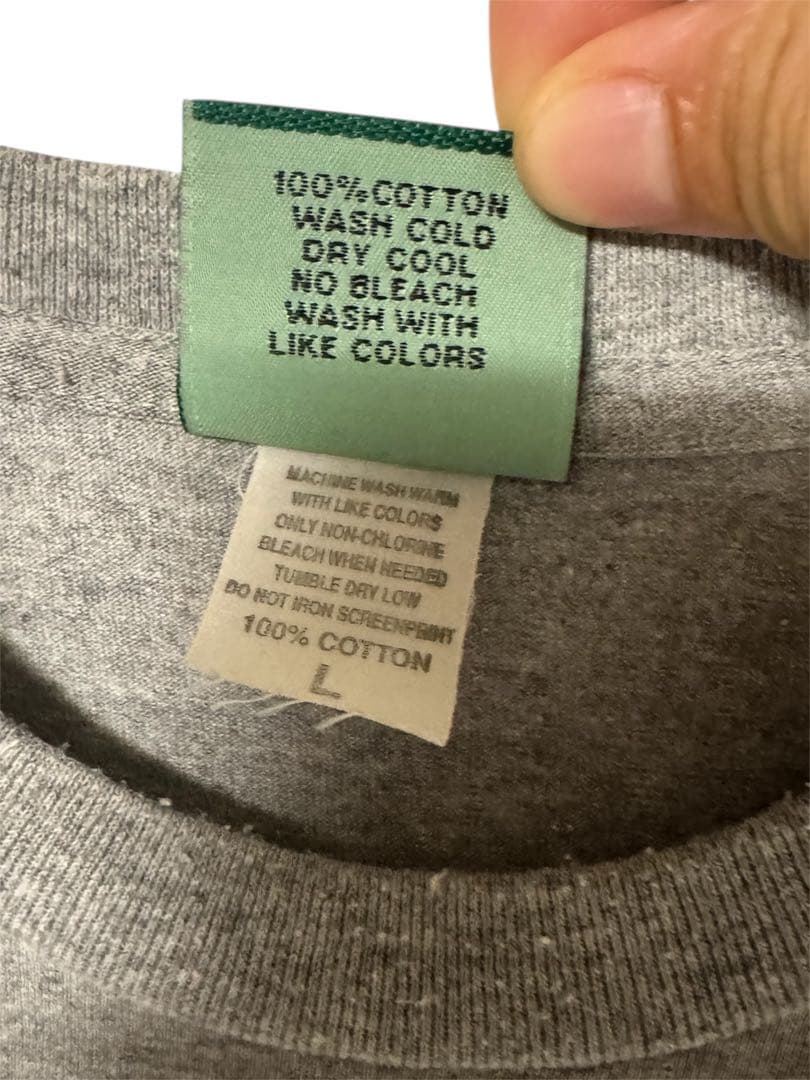 100%COTTON
WASH COLD
DRY COOL
NO BLEACH
WASH WITH
LIKE COLORS
MACHINE WASH WARM
WITH LIKE COLORS
ONLY NON-CHLORINE
BLEACH WHEN NEEDED
TUMBLE DRY LOW
DO NOT IRON SCREENPRINT
100% COTTON
L